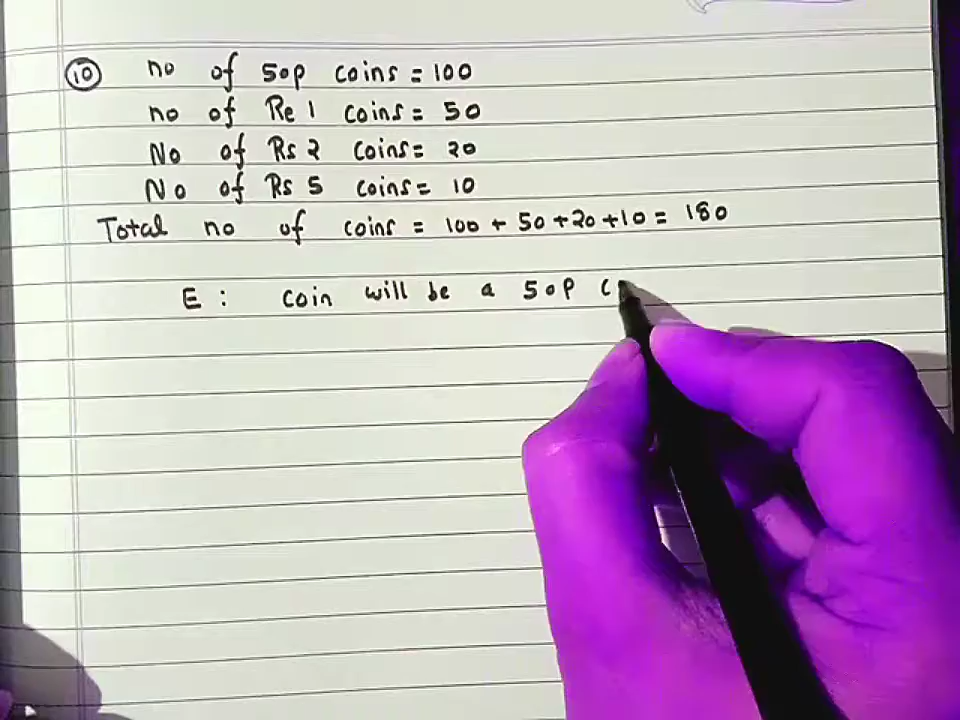 10 no of 50p coins = 100
no of Re 1 coins = 50
No of Rs 2 coins = 20
No of Rs 5 coins = 10
Total no of coins = 100 + 50 + 20 + 10 = 180
E : coin will be a 50p c